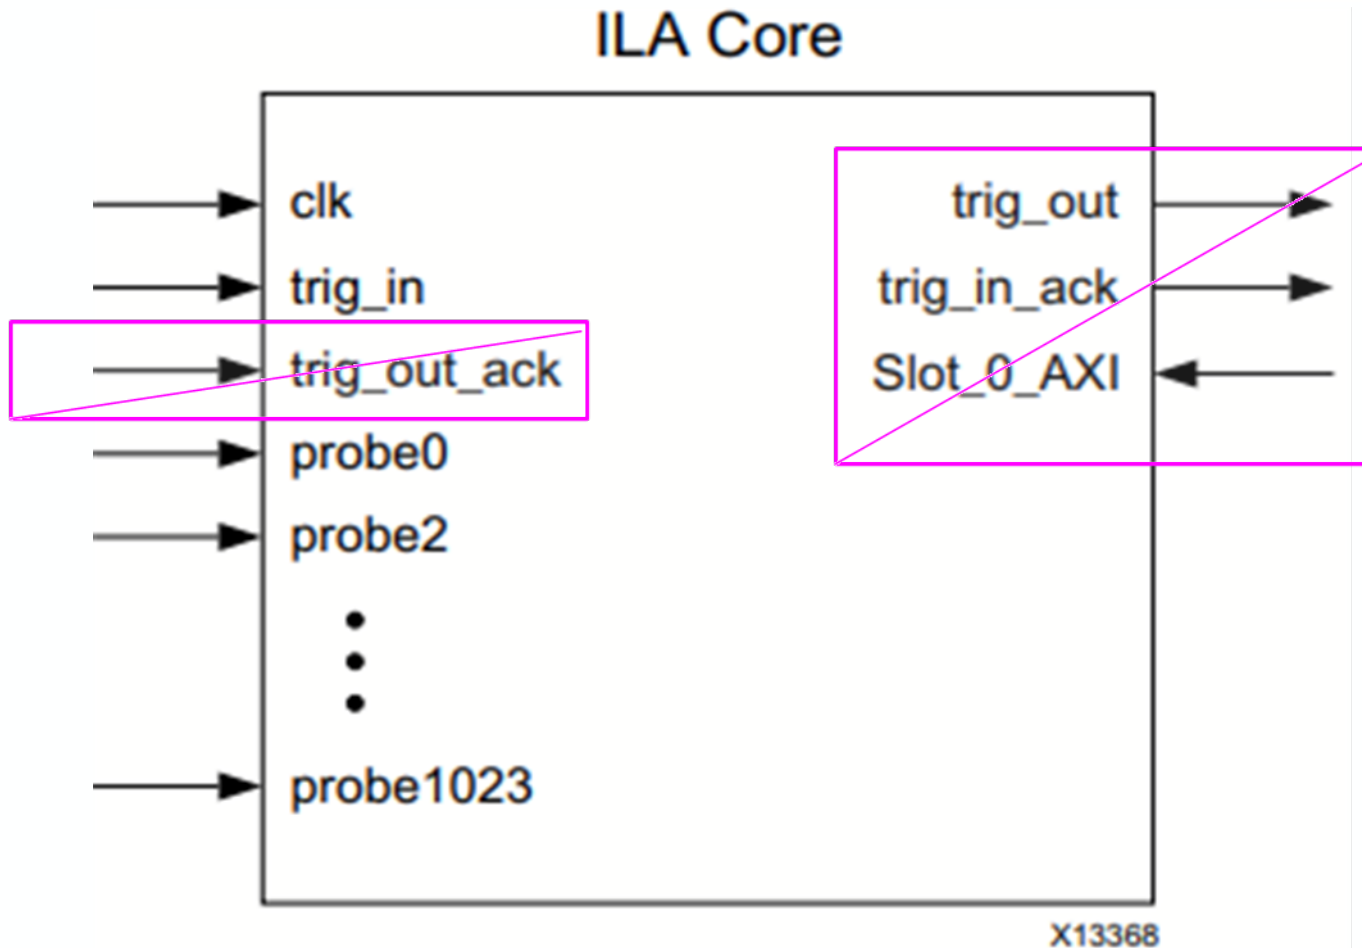 ILA Core
clk
trig_in
trig_out_ack
probe0
probe2
probe1023
trig_out
trig_in_ack
Slot_0_AXI
X13368